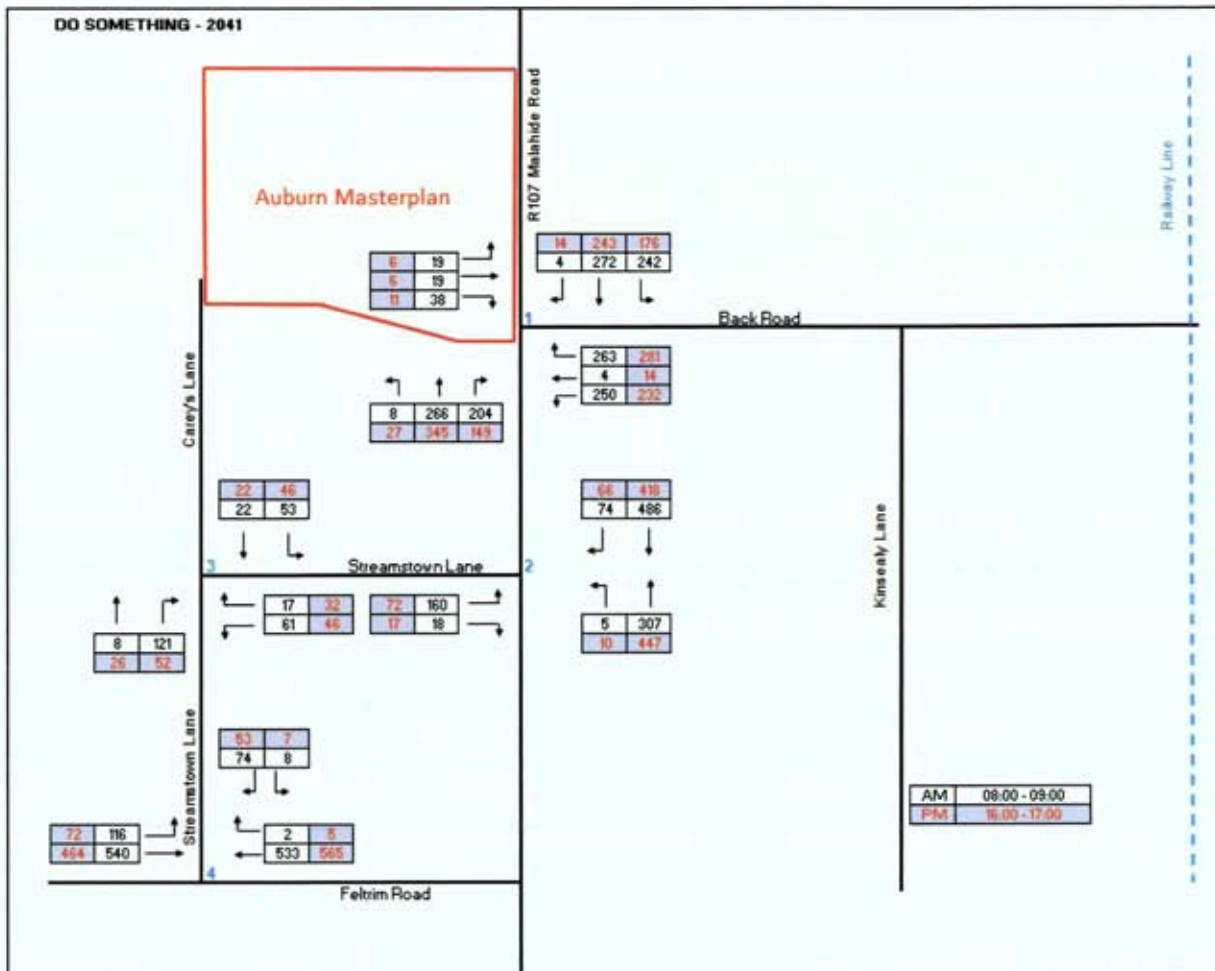 DO SOMETHING - 2041
R107 Malahide Road
Railway Line
Auburn Masterplan
14 243 176
4 272 242
6 19
6 19
11 38
1
Back Road
263 281
4 14
250 232
Carey's Lane
8 266 204
27 345 149
22 46
22 53
66 418
74 486
3
Streamstown Lane
2
Kinsealy Lane
17 32
61 46
72 160
17 18
5 307
10 447
8 121
26 52
Streamstown Lane
53 7
74 8
AM 08:00 - 09:00
PM 16:00 - 17:00
72 116
464 540
2 5
533 565
4
Feltrim Road